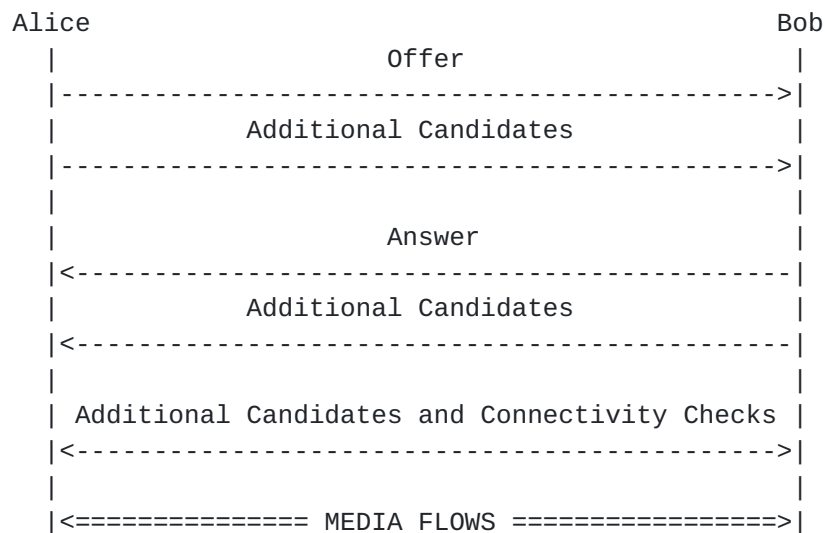 Alice                                            Bob
  |                     Offer                     |
  |---------------------------------------------->|
  |            Additional Candidates              |
  |---------------------------------------------->|
  |                                               |
  |                     Answer                    |
  |<----------------------------------------------|
  |            Additional Candidates              |
  |<----------------------------------------------|
  |                                               |
  | Additional Candidates and Connectivity Checks |
  |<--------------------------------------------->|
  |                                               |
  |<=============== MEDIA FLOWS =================>|